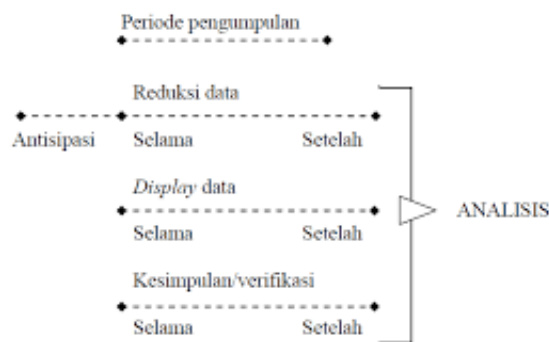 Periode pengumpulan
Reduksi data
Antisipasi Selama Setelah
Display data
ANALISIS
Selama Setelah
Kesimpulan/verifikasi
Selama Setelah